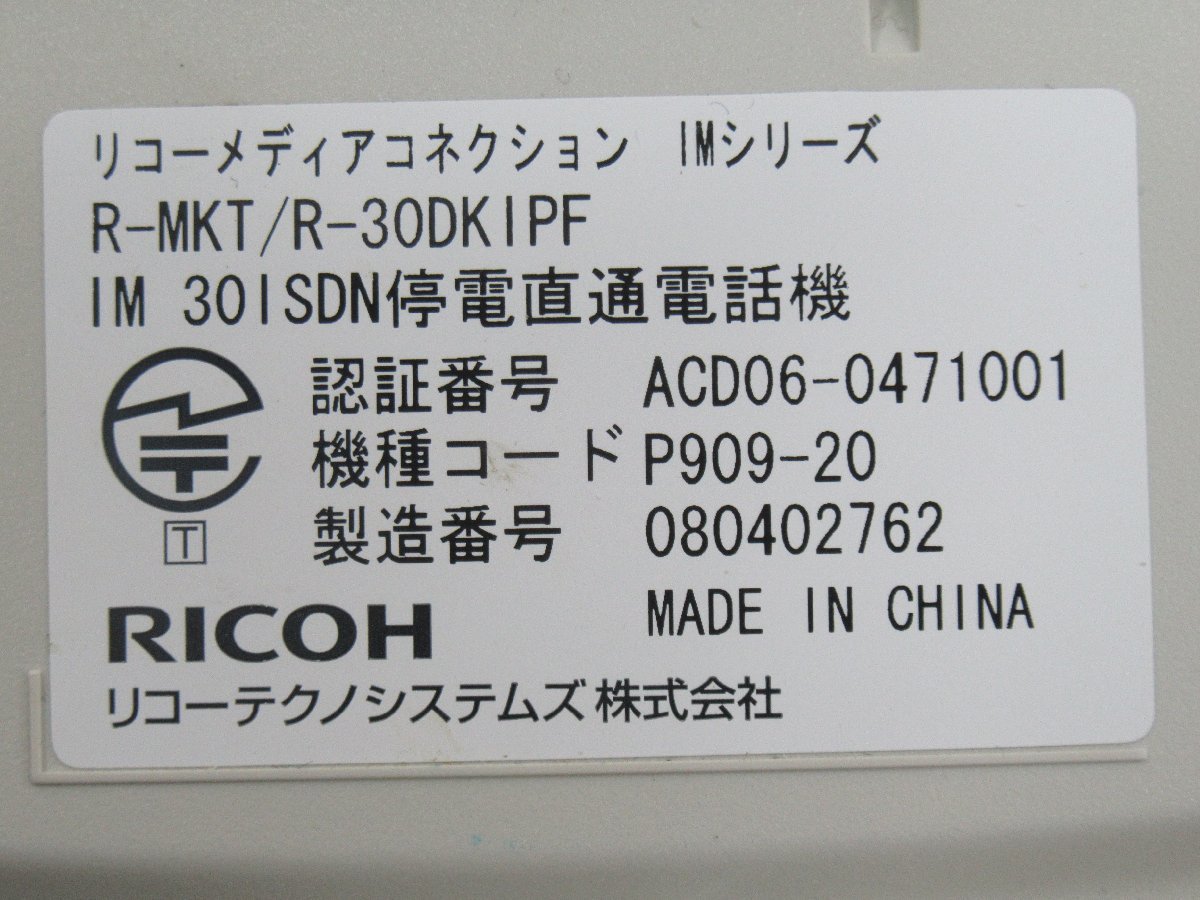 リコーメディアコネクション IMシリーズ
R-MKT/R-30DKIPF
IM 30ISDN停電直通電話機
認証番号 ACD06-0471001
機種コード P909-20
製造番号 080402762
T
MADE IN CHINA
RICOH
リコーテクノシステムズ株式会社